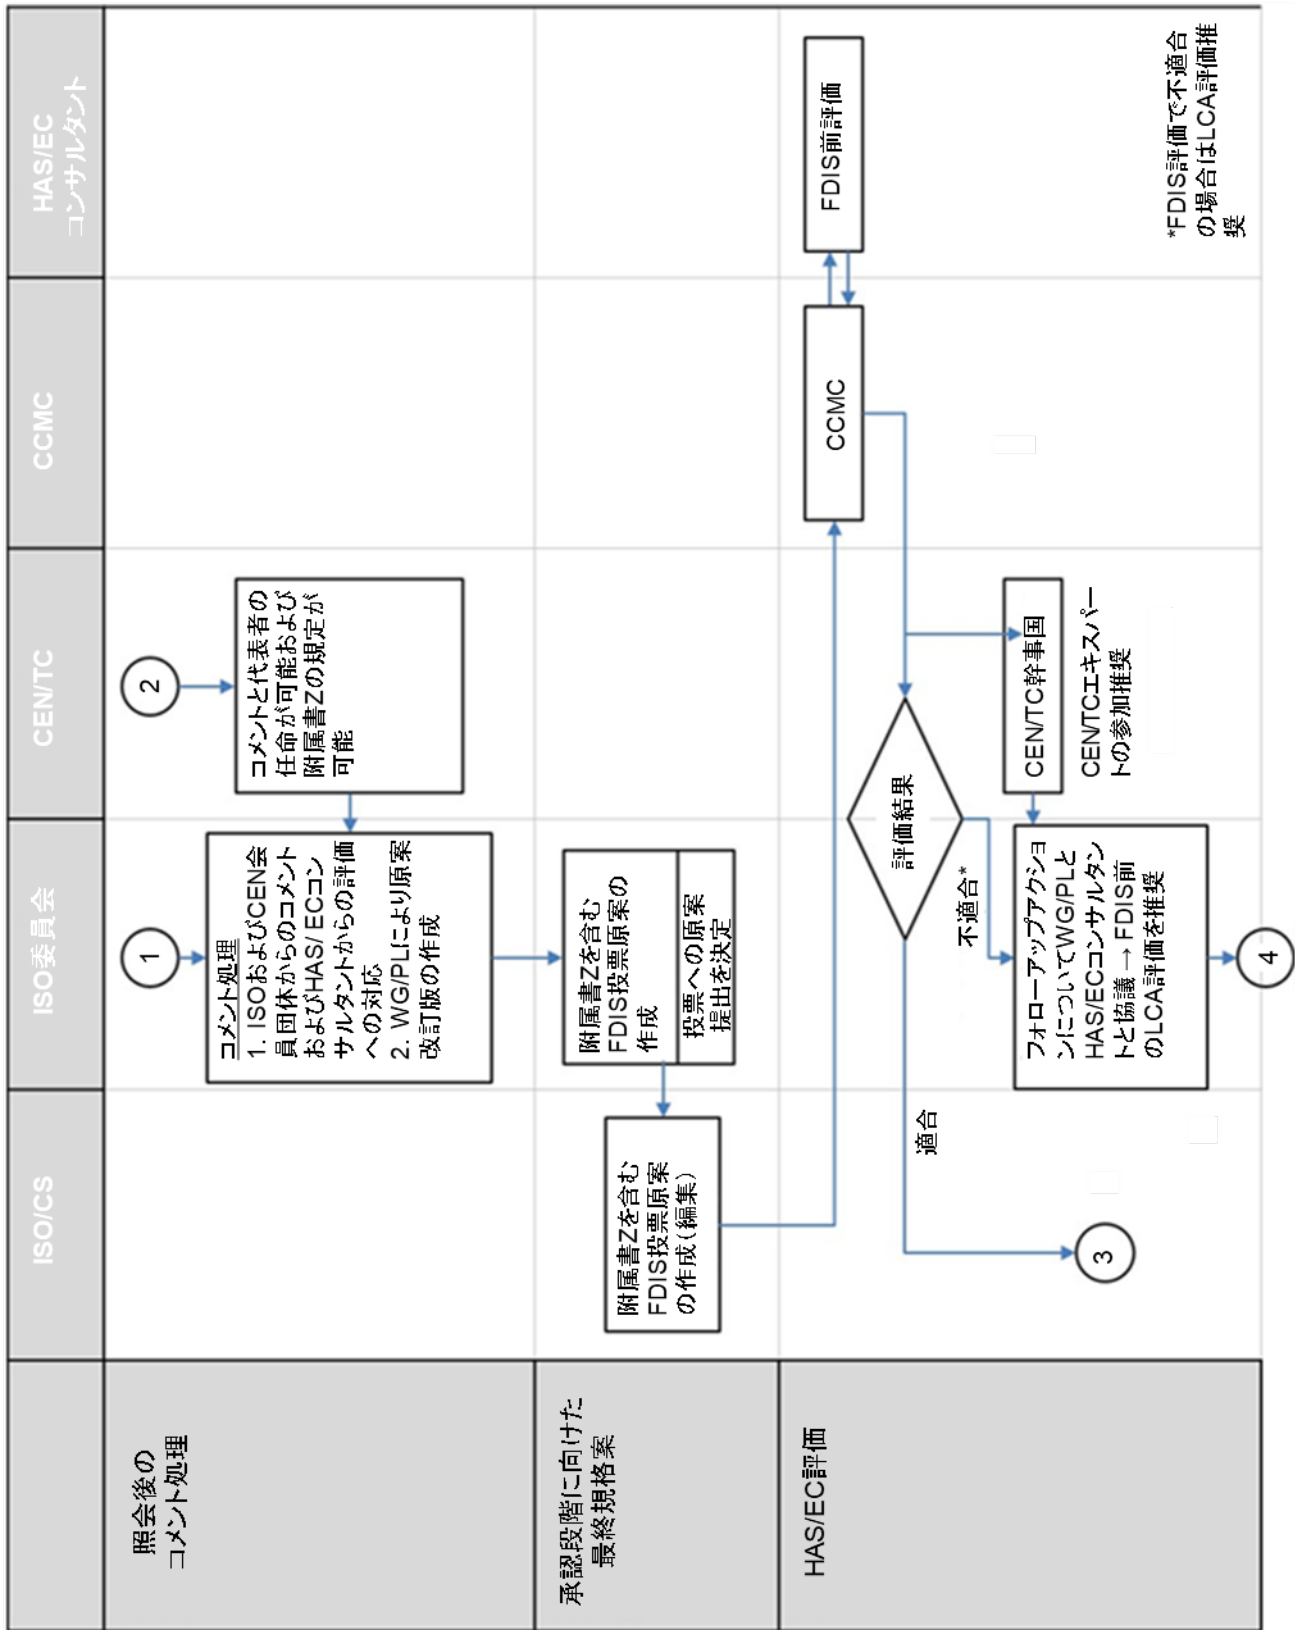 ISO/CS
ISO委員会
CEN/TC
CCMC
HAS/EC
コンサルタント
照会後の
コメント処理
1
2
コメント処理
1. ISOおよびCEN会
員団体からのコメント
およびHAS/ ECコン
サルタントからの評価
への対応
2. WG/PLにより原案
改訂版の作成
コメントと代表者の
任命が可能および
附属書Zの規定が
可能
承認段階に向けた
最終規格案
附属書Zを含む
FDIS投票原案
の作成(編集)
附属書Zを含む
FDIS投票原案の
作成
投票への原案
提出を決定
HAS/EC評価
CCMC
FDIS前評価
評価結果
適合
不適合*
3
フォローアップアクショ
ンについてWG/PLと
HAS/ECコンサルタン
トと協議 → FDIS前
のLCA評価を推奨
CEN/TC幹事国
CEN/TCエキスパー
トの参加推奨
4
*FDIS評価で不適合
の場合はLCA評価推
奨